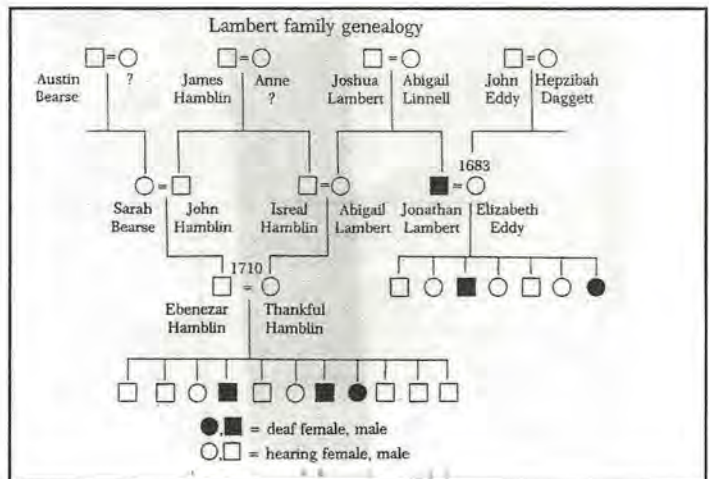 Lambert family genealogy
Austin Bearse
?
James Hamblin
Anne ?
Joshua Lambert
Abigail Linnell
John Eddy
Hepzibah Daggett
1683
Sarah Bearse
John Hamblin
Isreal Hamblin
Abigail Lambert
Jonathan Lambert
Elizabeth Eddy
1710
Ebenezar Hamblin
Thankful Hamblin
= deaf female, male
= hearing female, male